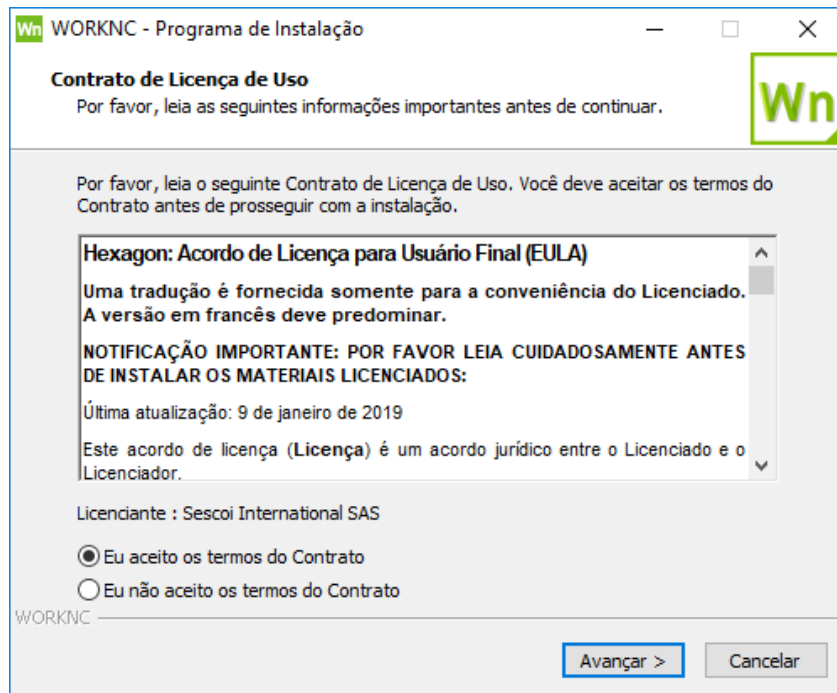 Wn WORKNC - Programa de Instalação
Contrato de Licença de Uso
Por favor, leia as seguintes informações importantes antes de continuar.
Wn
Por favor, leia o seguinte Contrato de Licença de Uso. Você deve aceitar os termos do
Contrato antes de prosseguir com a instalação.
Hexagon: Acordo de Licença para Usuário Final (EULA)
Uma tradução é fornecida somente para a conveniência do Licenciado.
A versão em francês deve predominar.
NOTIFICAÇÃO IMPORTANTE: POR FAVOR LEIA CUIDADOSAMENTE ANTES
DE INSTALAR OS MATERIAIS LICENCIADOS:
Última atualização: 9 de janeiro de 2019
Este acordo de licença (Licença) é um acordo jurídico entre o Licenciado e o
Licenciador.
Licenciante : Sescoi International SAS
Eu aceito os termos do Contrato
Eu não aceito os termos do Contrato
WORKNC
Avançar >
Cancelar